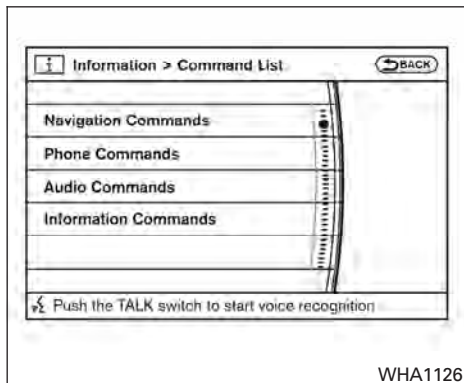 i Information > Command List BACK
Navigation Commands
Phone Commands
Audio Commands
Information Commands
Push the TALK switch to start voice recognition
WHA1126